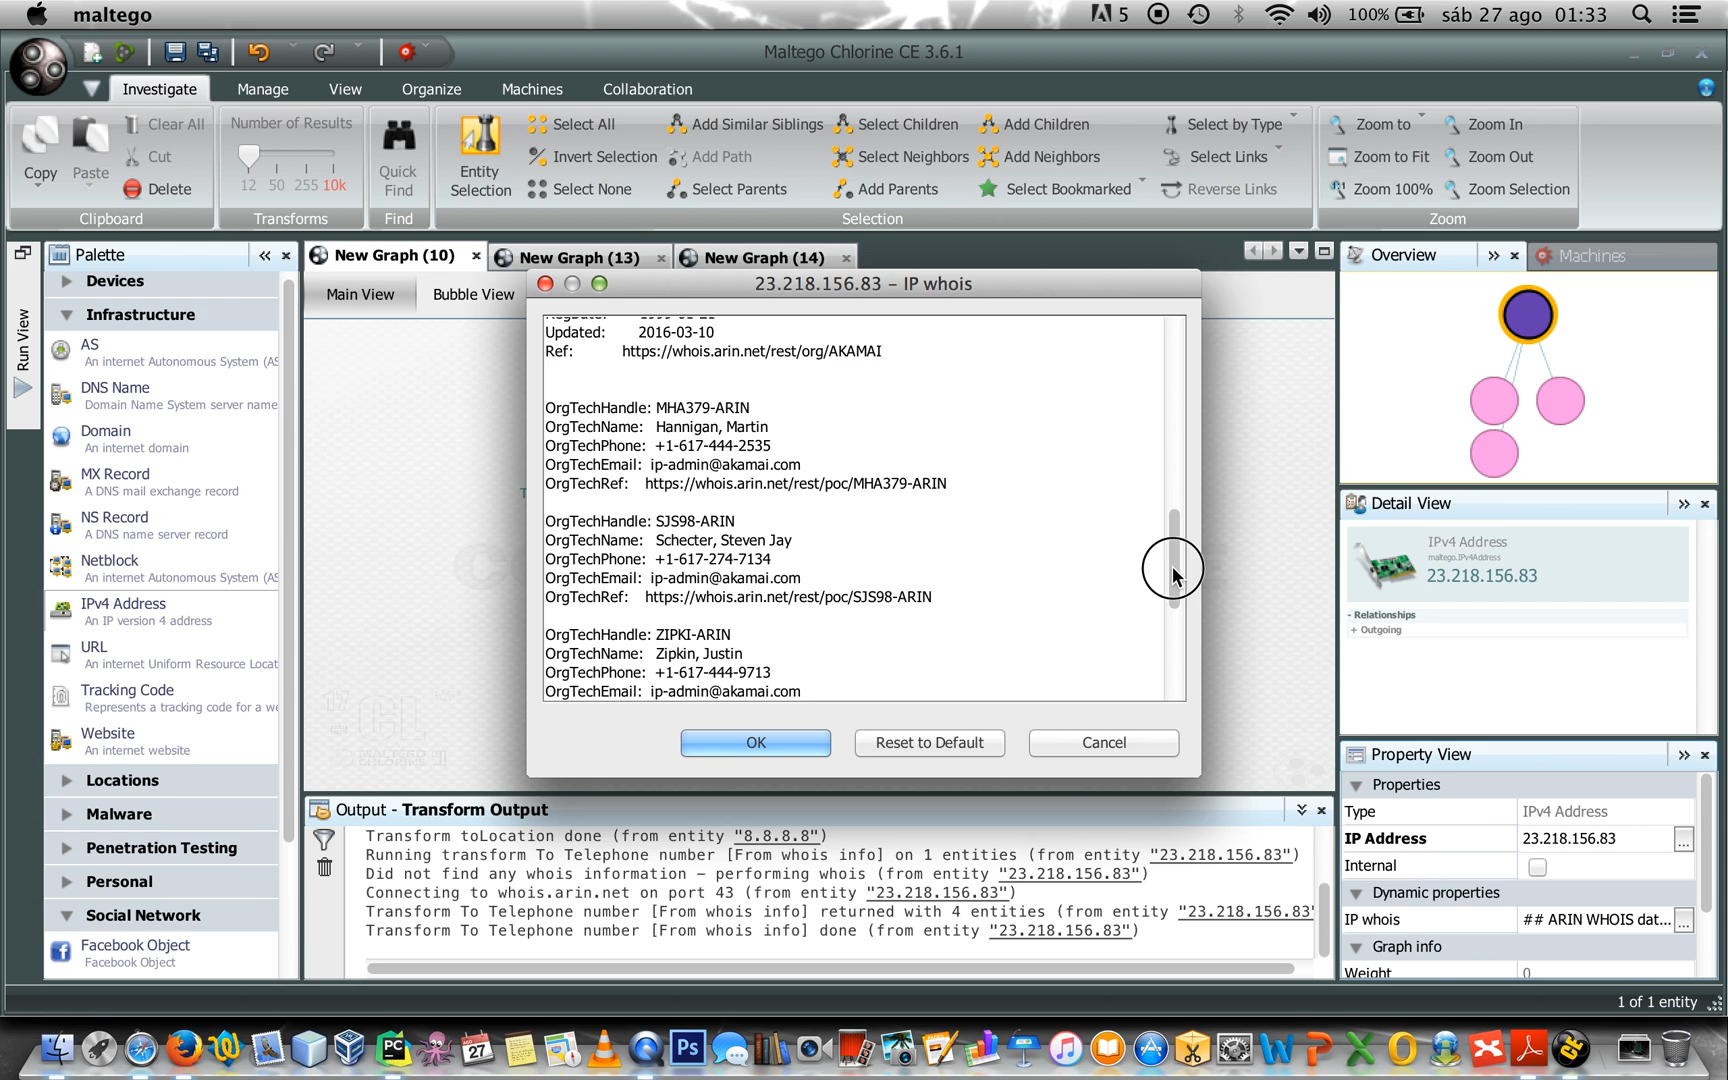 maltego
5
100%
sáb 27 ago 01:33
Maltego Chlorine CE 3.6.1
Investigate
Manage
View
Organize
Machines
Collaboration
Copy
Paste
Clear All
Cut
Delete
Clipboard
Number of Results
12 50 255 10k
Transforms
Quick
Find
Find
Entity
Selection
Select All
Invert Selection
Select None
Add Similar Siblings
Add Path
Select Parents
Select Children
Select Neighbors
Add Parents
Add Children
Add Neighbors
Select Bookmarked
Select by Type
Select Links
Reverse Links
Selection
Zoom to
Zoom to Fit
Zoom 100%
Zoom In
Zoom Out
Zoom Selection
Zoom
Run View
Palette
Devices
Infrastructure
AS
An internet Autonomous System (AS
DNS Name
Domain Name System server name
Domain
An internet domain
MX Record
A DNS mail exchange record
NS Record
A DNS name server record
Netblock
An internet Autonomous System (AS
IPv4 Address
An IP version 4 address
URL
An internet Uniform Resource Locat
Tracking Code
Represents a tracking code for a we
Website
An internet website
Locations
Malware
Penetration Testing
Personal
Social Network
Facebook Object
Facebook Object
New Graph (10)
New Graph (13)
New Graph (14)
Main View
Bubble View
23.218.156.83 – IP whois
Updated: 2016-03-10
Ref: https://whois.arin.net/rest/org/AKAMAI
OrgTechHandle: MHA379-ARIN
OrgTechName: Hannigan, Martin
OrgTechPhone: +1-617-444-2535
OrgTechEmail: ip-admin@akamai.com
OrgTechRef: https://whois.arin.net/rest/poc/MHA379-ARIN
OrgTechHandle: SJS98-ARIN
OrgTechName: Schecter, Steven Jay
OrgTechPhone: +1-617-274-7134
OrgTechEmail: ip-admin@akamai.com
OrgTechRef: https://whois.arin.net/rest/poc/SJS98-ARIN
OrgTechHandle: ZIPKI-ARIN
OrgTechName: Zipkin, Justin
OrgTechPhone: +1-617-444-9713
OrgTechEmail: ip-admin@akamai.com
OK
Reset to Default
Cancel
Output - Transform Output
Transform toLocation done (from entity "8.8.8.8")
Running transform To Telephone number [From whois info] on 1 entities (from entity "23.218.156.83")
Did not find any whois information – performing whois (from entity "23.218.156.83")
Connecting to whois.arin.net on port 43 (from entity "23.218.156.83")
Transform To Telephone number [From whois info] returned with 4 entities (from entity "23.218.156.83"
Transform To Telephone number [From whois info] done (from entity "23.218.156.83")
Overview
Machines
Detail View
IPv4 Address
maltego.IPv4Address
23.218.156.83
- Relationships
+ Outgoing
Property View
Properties
Type IPv4 Address
IP Address 23.218.156.83 ...
Internal
Dynamic properties
IP whois ## ARIN WHOIS dat... ...
Graph info
Weight 0
1 of 1 entity
27
Ps
PC